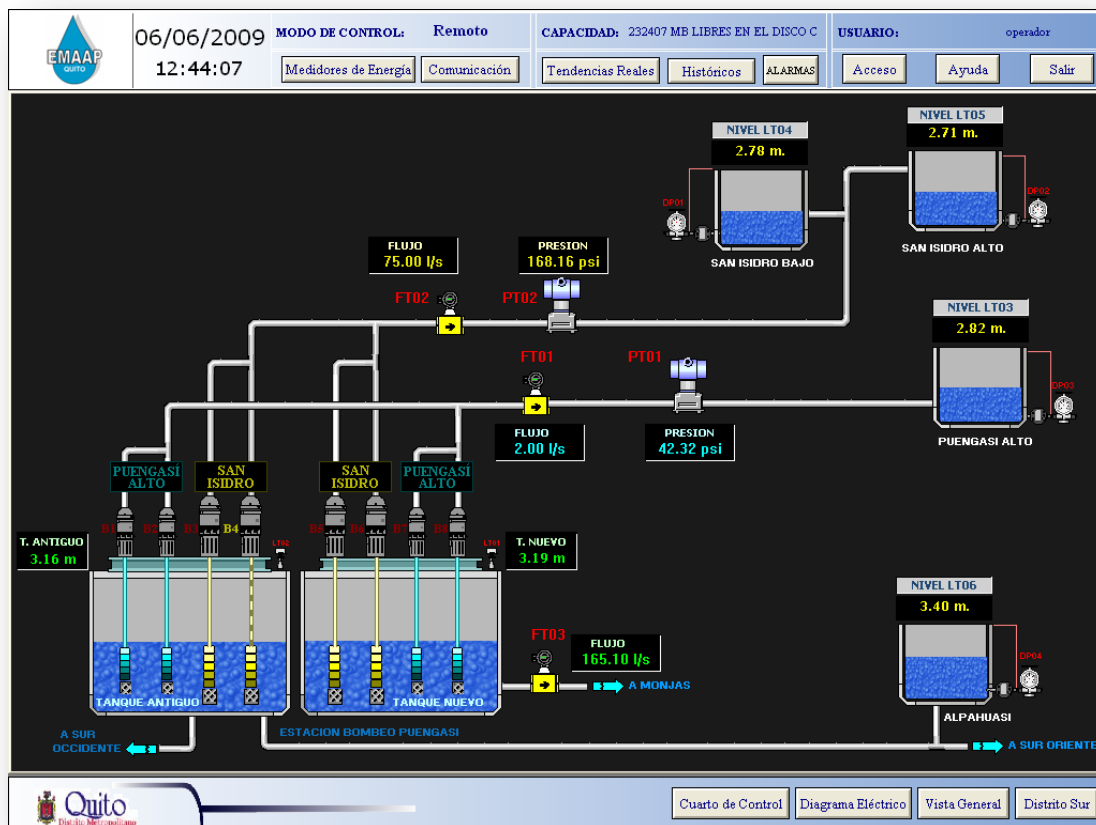 EMAAP
QUITO
06/06/2009
12:44:07
MODO DE CONTROL: Remoto
Medidores de Energía
Comunicación
CAPACIDAD: 232407 MB LIBRES EN EL DISCO C
Tendencias Reales
Históricos
ALARMAS
USUARIO: operador
Acceso
Ayuda
Salir
NIVEL LT04
2.78 m.
NIVEL LT05
2.71 m.
DP01
DP02
SAN ISIDRO BAJO
SAN ISIDRO ALTO
FLUJO
75.00 l/s
PRESION
168.16 psi
FT02
PT02
NIVEL LT03
2.82 m.
FT01
PT01
DP03
FLUJO
2.00 l/s
PRESION
42.32 psi
PUENGASI ALTO
PUENGASÍ
ALTO
SAN
ISIDRO
SAN
ISIDRO
PUENGASÍ
ALTO
B1
B2
B3
B4
B5
B6
B7
B8
T. ANTIGUO
3.16 m
LT02
LT01
T. NUEVO
3.19 m
NIVEL LT06
3.40 m.
FT03
FLUJO
165.10 l/s
DP04
A MONJAS
TANQUE ANTIGUO
TANQUE NUEVO
ALPAHUASI
A SUR
OCCIDENTE
ESTACION BOMBEO PUENGASI
A SUR ORIENTE
Quito
Distrito Metropolitano
Cuarto de Control
Diagrama Eléctrico
Vista General
Distrito Sur